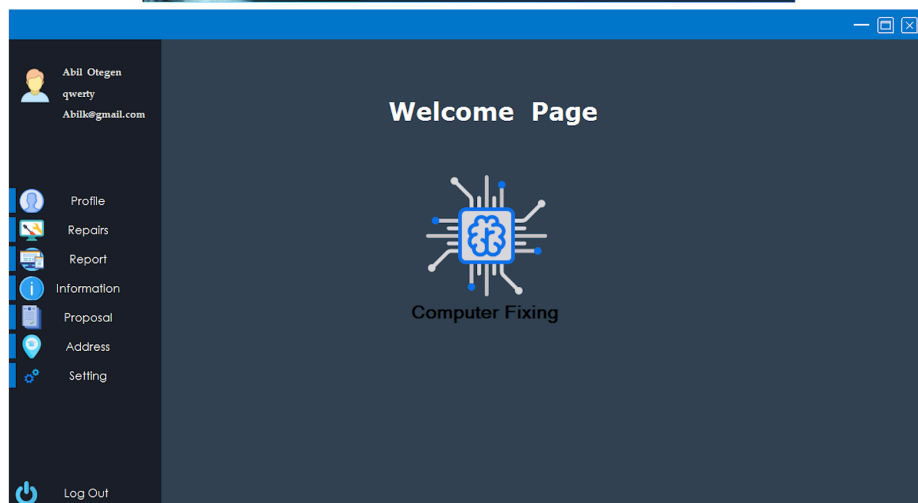 Abil Otegen
qwerty
Abilk@gmail.com
Welcome Page
Profile
Repairs
Report
Information
Proposal
Address
Setting
Computer Fixing
Log Out